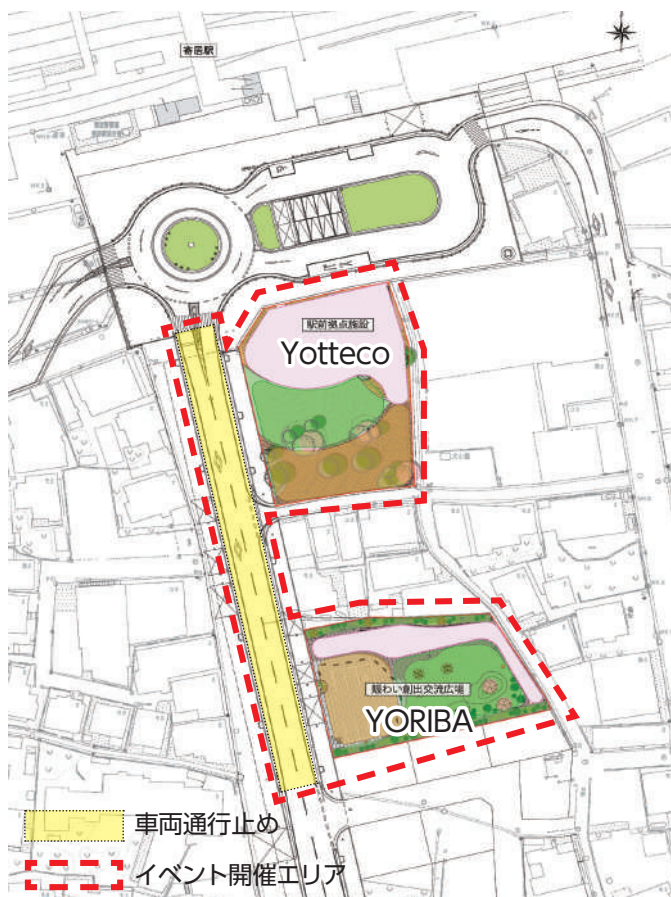 寄居駅
駅前拠点施設
Yotteco
賑わい創出交流広場
YORIBA
車両通行止め
イベント開催エリア